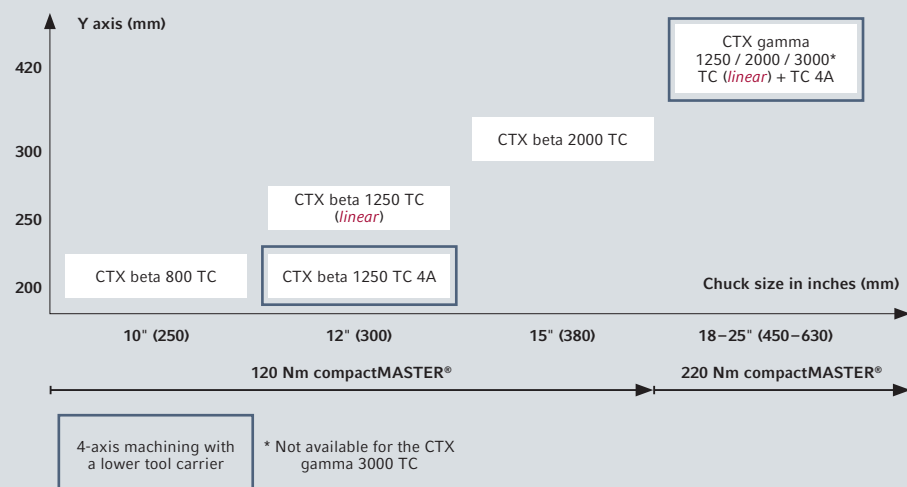 Y axis (mm)
420
300
250
200
CTX gamma
1250 / 2000 / 3000*
TC (linear) + TC 4A
CTX beta 2000 TC
CTX beta 1250 TC
(linear)
CTX beta 800 TC
CTX beta 1250 TC 4A
Chuck size in inches (mm)
10" (250)
12" (300)
15" (380)
18–25" (450–630)
120 Nm compactMASTER®
220 Nm compactMASTER®
4-axis machining with
a lower tool carrier
* Not available for the CTX
gamma 3000 TC